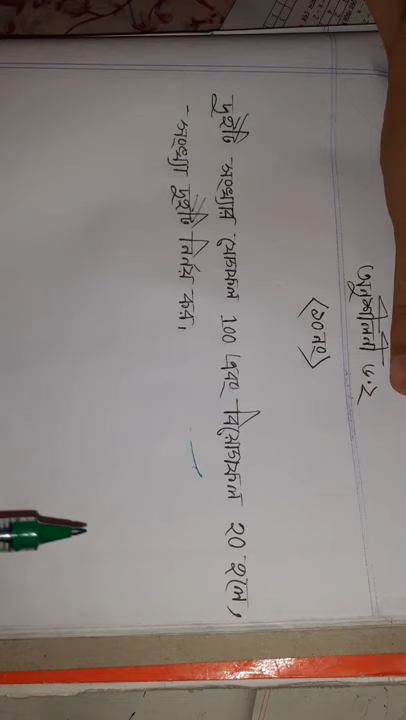 অনুশীলনী ৬.২
<১০নং>
দুইটি সংখ্যার যোগফল 100 এবং বিয়োগফল 20 হলে,
সংখ্যা দুইটি নির্ণয় কর।